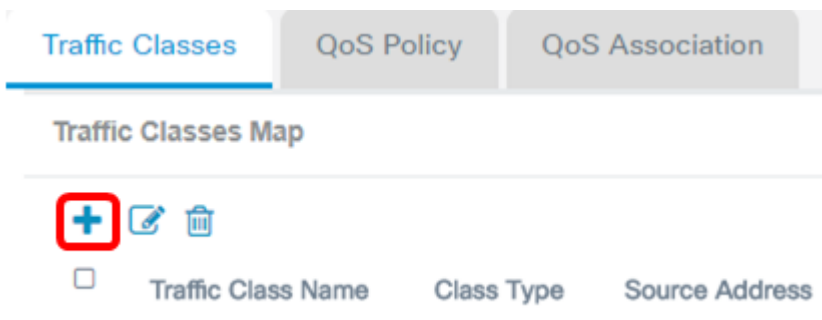 Traffic Classes QoS Policy QoS Association
Traffic Classes Map
Traffic Class Name Class Type Source Address